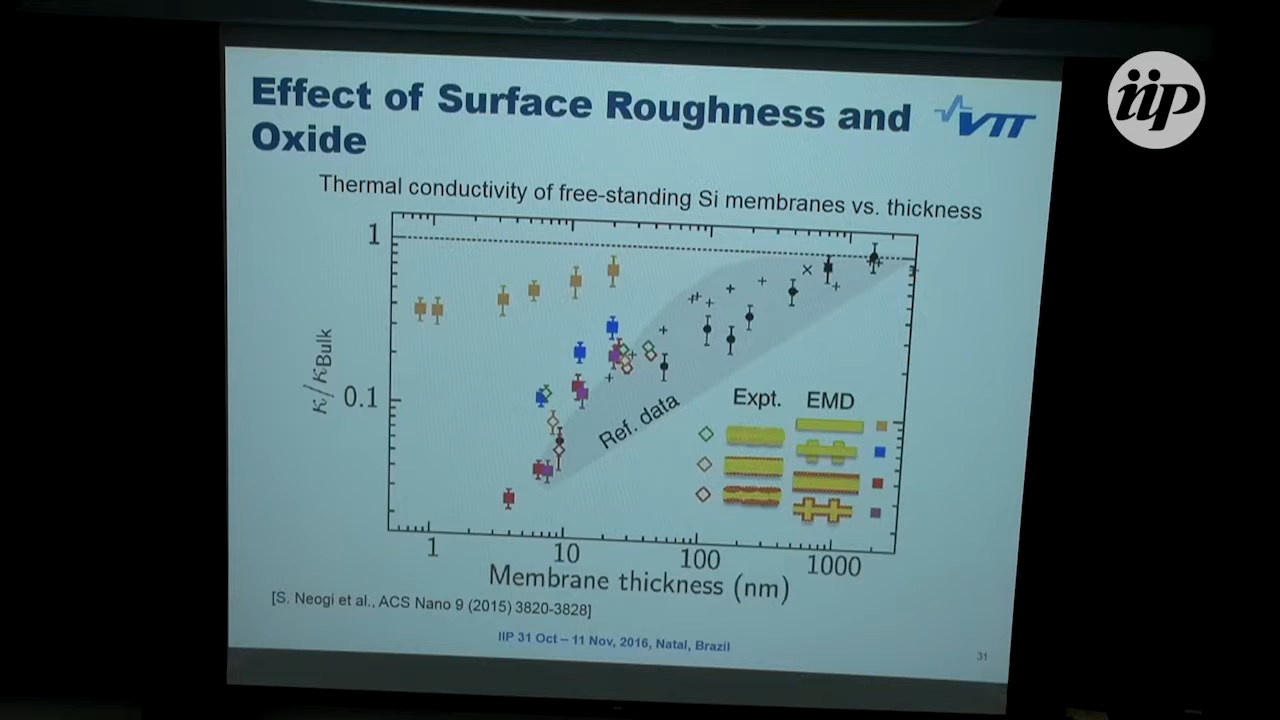 iip
Effect of Surface Roughness and
Oxide
VTT
Thermal conductivity of free-standing Si membranes vs. thickness
1
0.1
κ/κBulk
Ref. data
Expt.
EMD
1
10
100
1000
Membrane thickness (nm)
[S. Neogi et al., ACS Nano 9 (2015) 3820-3828]
IIP 31 Oct – 11 Nov, 2016, Natal, Brazil
31